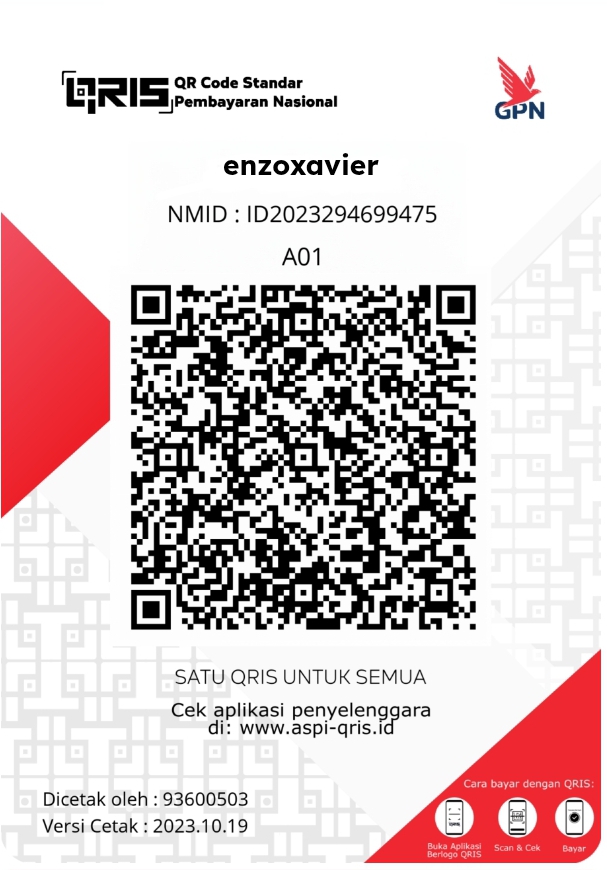 QRIS QR Code Standar
Pembayaran Nasional
GPN
enzoxavier
NMID : ID2023294699475
A01
SATU QRIS UNTUK SEMUA
Cek aplikasi penyelenggara
di: www.aspi-qris.id
Dicetak oleh : 93600503
Versi Cetak : 2023.10.19
Cara bayar dengan QRIS:
Buka Aplikasi
Berlogo QRIS
Scan & Cek
Bayar